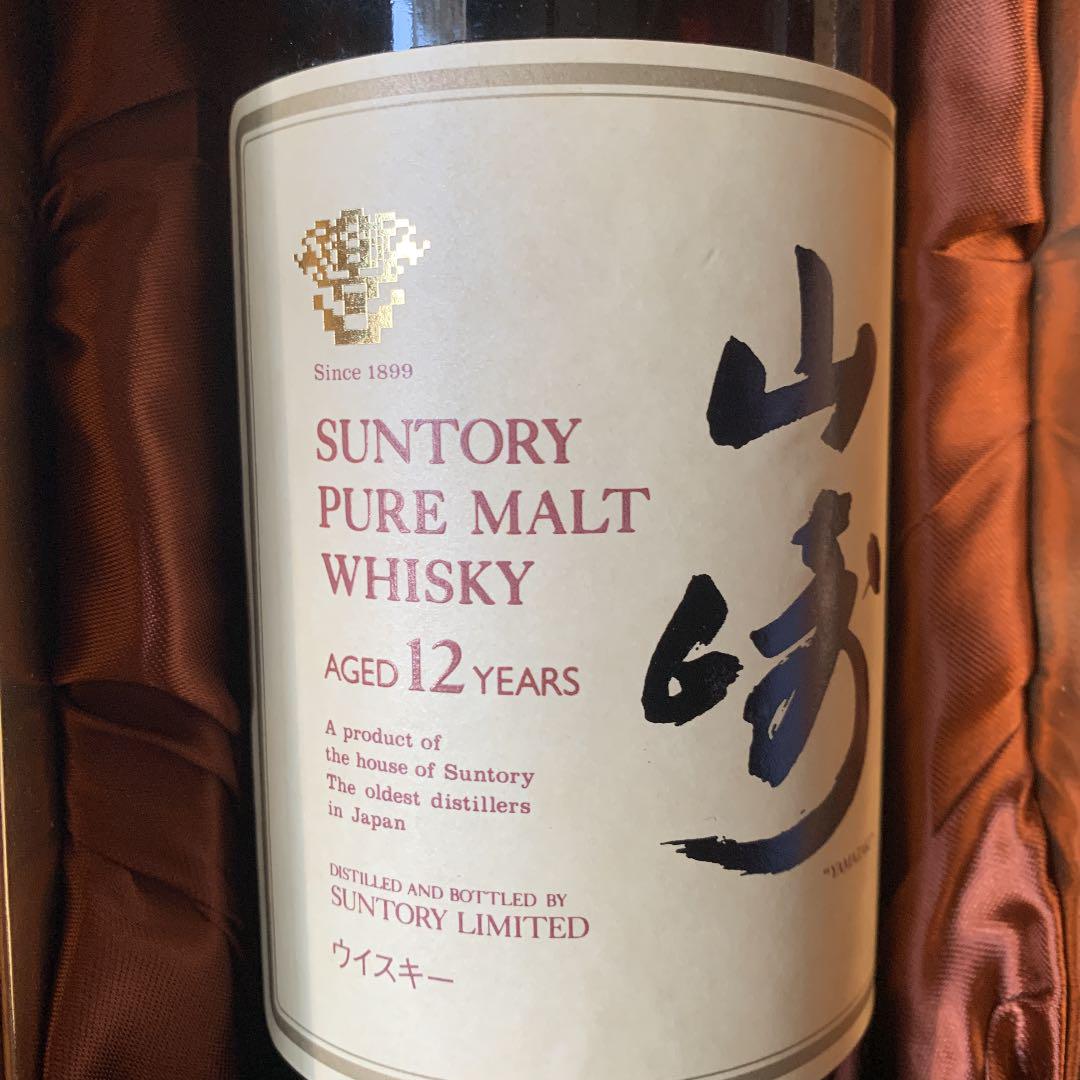 Since 1899
SUNTORY
PURE MALT
WHISKY
AGED 12 YEARS
A product of
the house of Suntory
The oldest distillers
in Japan
DISTILLED AND BOTTLED BY
SUNTORY LIMITED
ウイスキー
山崎